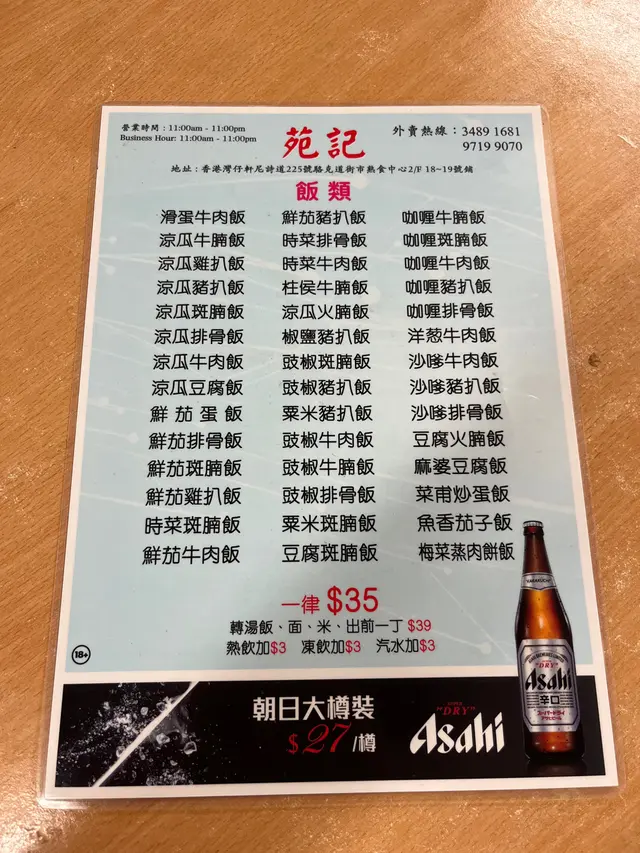 營業時間：11:00am - 11:00pm
Business Hour: 11:00am - 11:00pm
苑記
外賣熱線：3489 1681
9719 9070
地址：香港灣仔軒尼詩道225號駱克道街市熟食中心2/F 18~19號舖
飯類
滑蛋牛肉飯 鮮茄豬扒飯 咖喱牛腩飯
涼瓜牛腩飯 時菜排骨飯 咖喱斑腩飯
涼瓜雞扒飯 時菜牛肉飯 咖喱牛肉飯
涼瓜豬扒飯 柱侯牛腩飯 咖喱豬扒飯
涼瓜斑腩飯 涼瓜火腩飯 咖喱排骨飯
涼瓜排骨飯 椒鹽豬扒飯 洋葱牛肉飯
涼瓜牛肉飯 豉椒斑腩飯 沙嗲牛肉飯
涼瓜豆腐飯 豉椒豬扒飯 沙嗲豬扒飯
鮮茄蛋飯 粟米豬扒飯 沙嗲排骨飯
鮮茄排骨飯 豉椒牛肉飯 豆腐火腩飯
鮮茄斑腩飯 豉椒牛腩飯 麻婆豆腐飯
鮮茄雞扒飯 豉椒排骨飯 菜甫炒蛋飯
時菜斑腩飯 粟米斑腩飯 魚香茄子飯
鮮茄牛肉飯 豆腐斑腩飯 梅菜蒸肉餅飯
一律 $35
轉湯飯、面、米、出前一丁 $39
熱飲加$3 凍飲加$3 汽水加$3
18+
朝日大樽裝
$27/樽
"DRY"
Asahi
"DRY"
Asahi
辛口